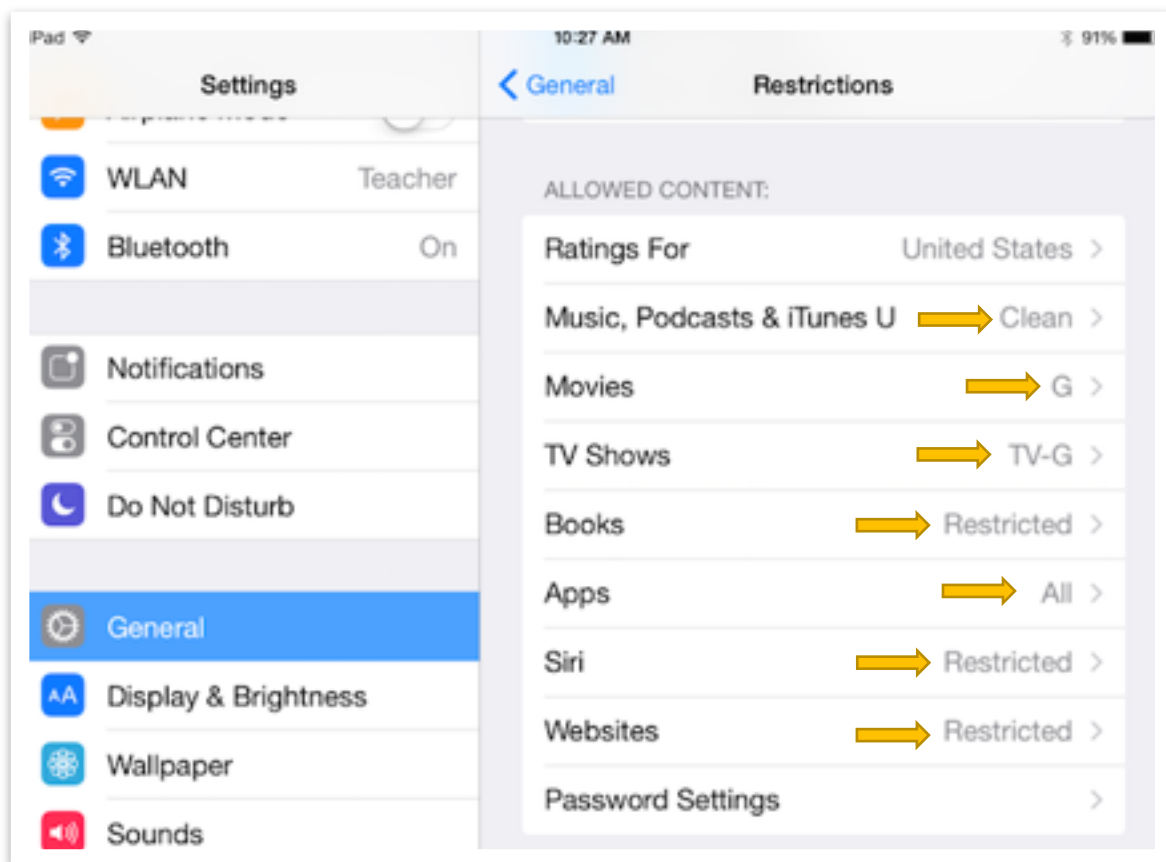 iPad 10:27 AM 91%
Settings
General Restrictions
Airplane Mode
WLAN Teacher
Bluetooth On
Notifications
Control Center
Do Not Disturb
General
Display & Brightness
Wallpaper
Sounds
ALLOWED CONTENT:
Ratings For United States
Music, Podcasts & iTunes U Clean
Movies G
TV Shows TV-G
Books Restricted
Apps All
Siri Restricted
Websites Restricted
Password Settings